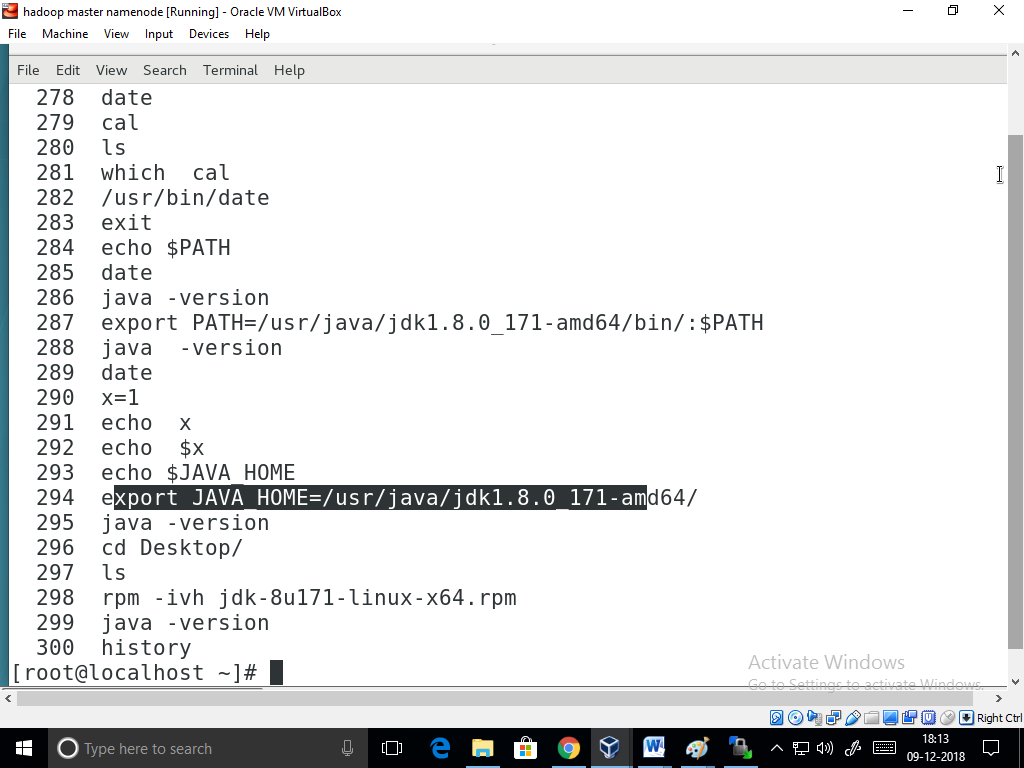 hadoop master namenode [Running] - Oracle VM VirtualBox
File Machine View Input Devices Help
File Edit View Search Terminal Help
278 date
279 cal
280 ls
281 which  cal
282 /usr/bin/date
283 exit
284 echo $PATH
285 date
286 java -version
287 export PATH=/usr/java/jdk1.8.0_171-amd64/bin/:$PATH
288 java  -version
289 date
290 x=1
291 echo  x
292 echo  $x
293 echo $JAVA_HOME
294 export JAVA_HOME=/usr/java/jdk1.8.0_171-amd64/
295 java -version
296 cd Desktop/
297 ls
298 rpm -ivh jdk-8u171-linux-x64.rpm
299 java -version
300 history
[root@localhost ~]#
Activate Windows
Go to Settings to activate Windows.
Right Ctrl
Type here to search
18:13
09-12-2018